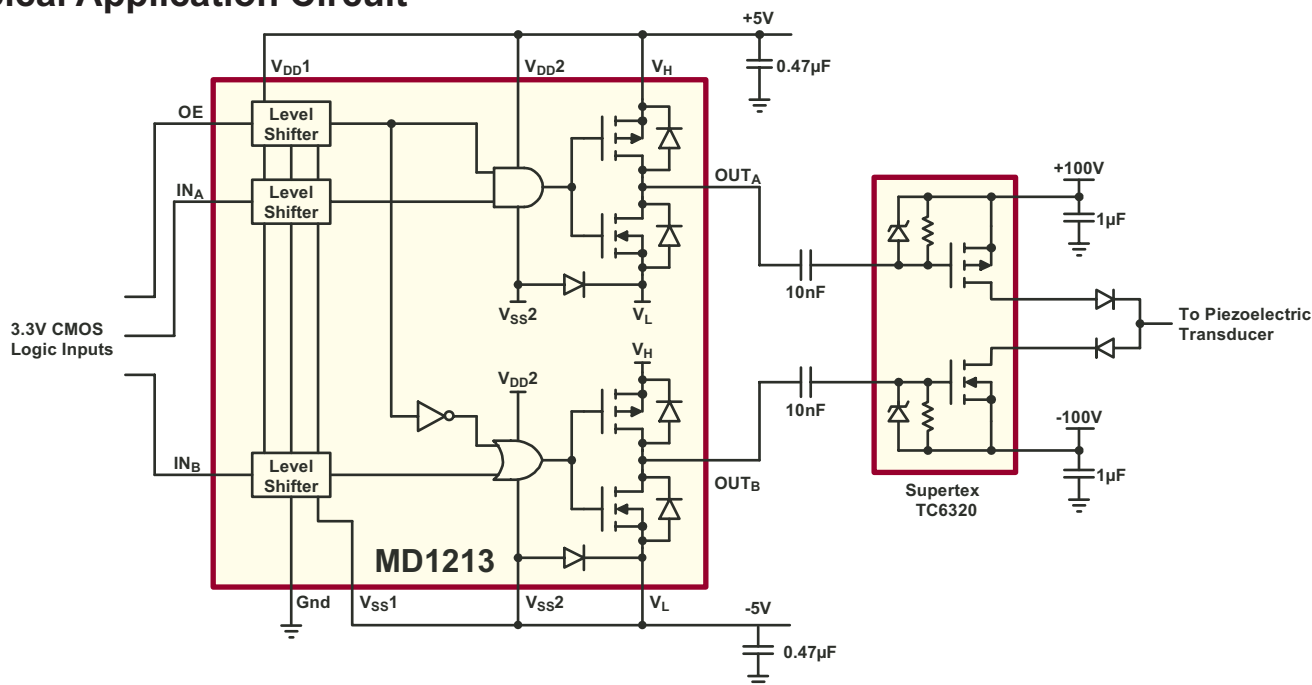 ical Application Circuit
+5V
0.47µF
VDD1
VDD2
VH
OE
Level
Shifter
INA
Level
Shifter
OUTA
+100V
1µF
10nF
VSS2
VL
3.3V CMOS
Logic Inputs
To Piezoelectric
Transducer
VH
VDD2
10nF
-100V
INB
Level
Shifter
OUTB
1µF
Supertex
TC6320
MD1213
Gnd
VSS1
VSS2
VL
-5V
0.47µF